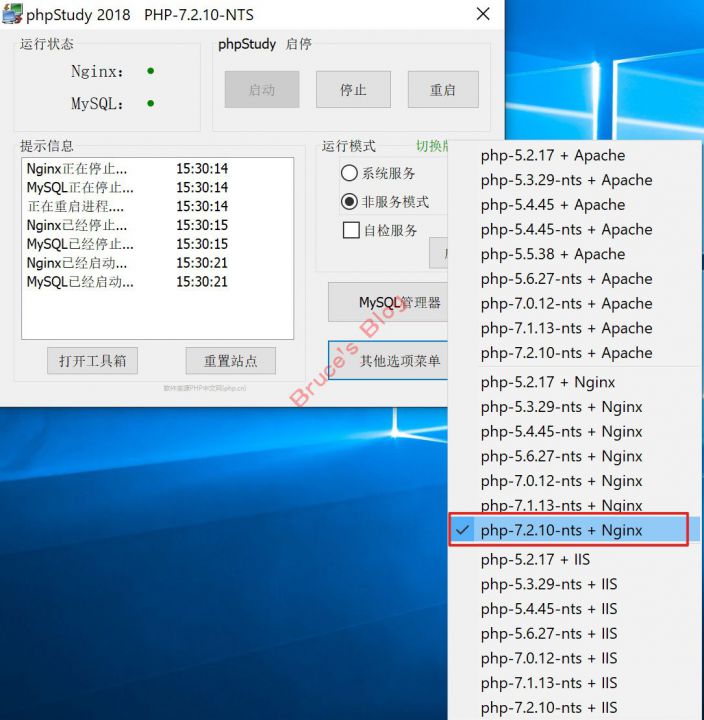 phpStudy 2018 PHP-7.2.10-NTS
运行状态
Nginx:
MySQL:
phpStudy 启停
启动 停止 重启
提示信息
Nginx正在停止... 15:30:14
MySQL正在停止... 15:30:14
正在重启进程.... 15:30:14
Nginx已经停止... 15:30:15
MySQL已经停止... 15:30:15
Nginx已经启动... 15:30:21
MySQL已经启动... 15:30:21
打开工具箱 重置站点
运行模式 切换
系统服务
非服务模式
自检服务
MySQL管理器
其他选项菜单
Bruce's Blog
php-5.2.17 + Apache
php-5.3.29-nts + Apache
php-5.4.45 + Apache
php-5.4.45-nts + Apache
php-5.5.38 + Apache
php-5.6.27-nts + Apache
php-7.0.12-nts + Apache
php-7.1.13-nts + Apache
php-7.2.10-nts + Apache
php-5.2.17 + Nginx
php-5.3.29-nts + Nginx
php-5.4.45-nts + Nginx
php-5.6.27-nts + Nginx
php-7.0.12-nts + Nginx
php-7.1.13-nts + Nginx
php-7.2.10-nts + Nginx
php-5.2.17 + IIS
php-5.3.29-nts + IIS
php-5.4.45-nts + IIS
php-5.6.27-nts + IIS
php-7.0.12-nts + IIS
php-7.1.13-nts + IIS
php-7.2.10-nts + IIS